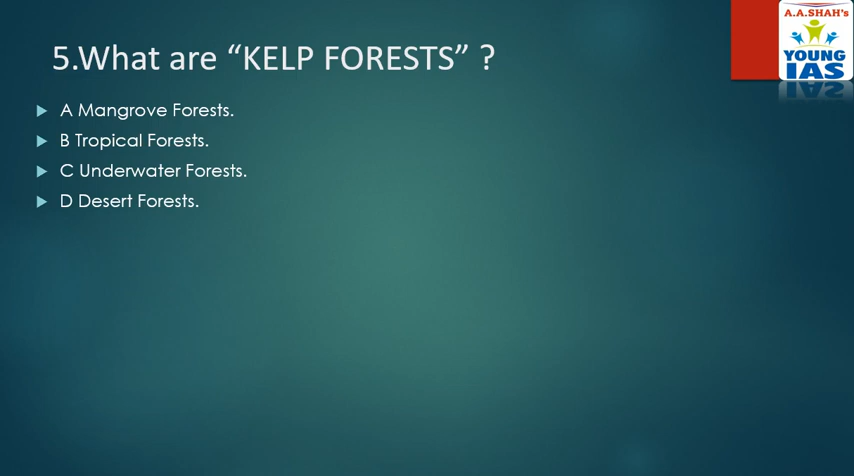 A.A.SHAH's
YOUNG
IAS
5.What are “KELP FORESTS” ?
A Mangrove Forests.
B Tropical Forests.
C Underwater Forests.
D Desert Forests.